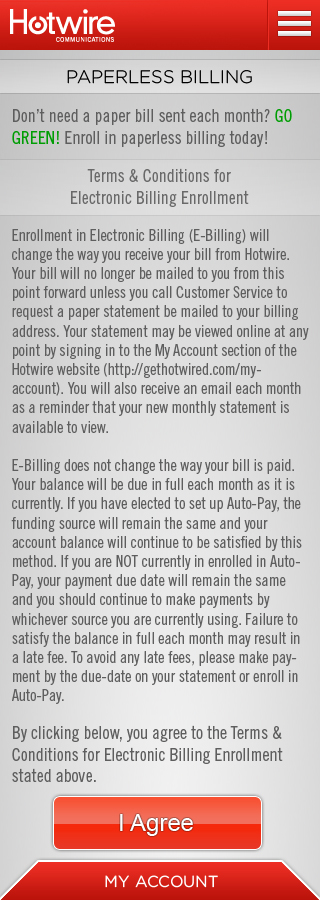 Hotwire
COMMUNICATIONS
PAPERLESS BILLING
Don't need a paper bill sent each month? GO
GREEN! Enroll in paperless billing today!
Terms & Conditions for
Electronic Billing Enrollment
Enrollment in Electronic Billing (E-Billing) will
change the way you receive your bill from Hotwire.
Your bill will no longer be mailed to you from this
point forward unless you call Customer Service to
request a paper statement be mailed to your billing
address. Your statement may be viewed online at any
point by signing in to the My Account section of the
Hotwire website (http://gethotwired.com/my-
account). You will also receive an email each month
as a reminder that your new monthly statement is
available to view.
E-Billing does not change the way your bill is paid.
Your balance will be due in full each month as it is
currently. If you have elected to set up Auto-Pay, the
funding source will remain the same and your
account balance will continue to be satisfied by this
method. If you are NOT currently in enrolled in Auto-
Pay, your payment due date will remain the same
and you should continue to make payments by
whichever source you are currently using. Failure to
satisfy the balance in full each month may result in
a late fee. To avoid any late fees, please make pay-
ment by the due-date on your statement or enroll in
Auto-Pay.
By clicking below, you agree to the Terms &
Conditions for Electronic Billing Enrollment
stated above.
I Agree
MY ACCOUNT